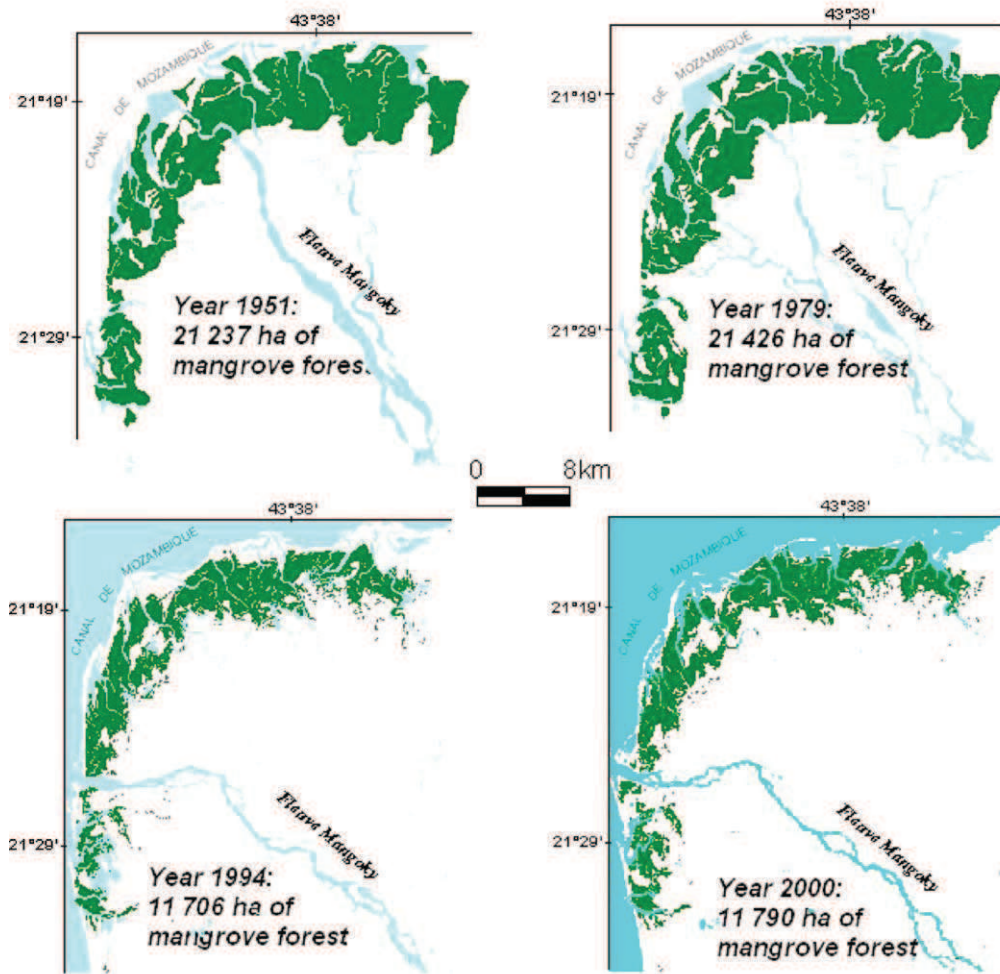 43°38'
21°19'
CANAL DE MOZAMBIQUE
Fleuve Mangoky
Year 1951:
21 237 ha of
mangrove forest
21°29'
43°38'
21°19'
CANAL DE MOZAMBIQUE
Fleuve Mangoky
Year 1979:
21 426 ha of
mangrove forest
21°29'
0 8km
43°38'
CANAL DE MOZAMBIQUE
21°19'
Fleuve Mangoky
21°29'
Year 1994:
11 706 ha of
mangrove forest
43°38'
CANAL DE MOZAMBIQUE
21°19'
Fleuve Mangoky
21°29'
Year 2000:
11 790 ha of
mangrove forest